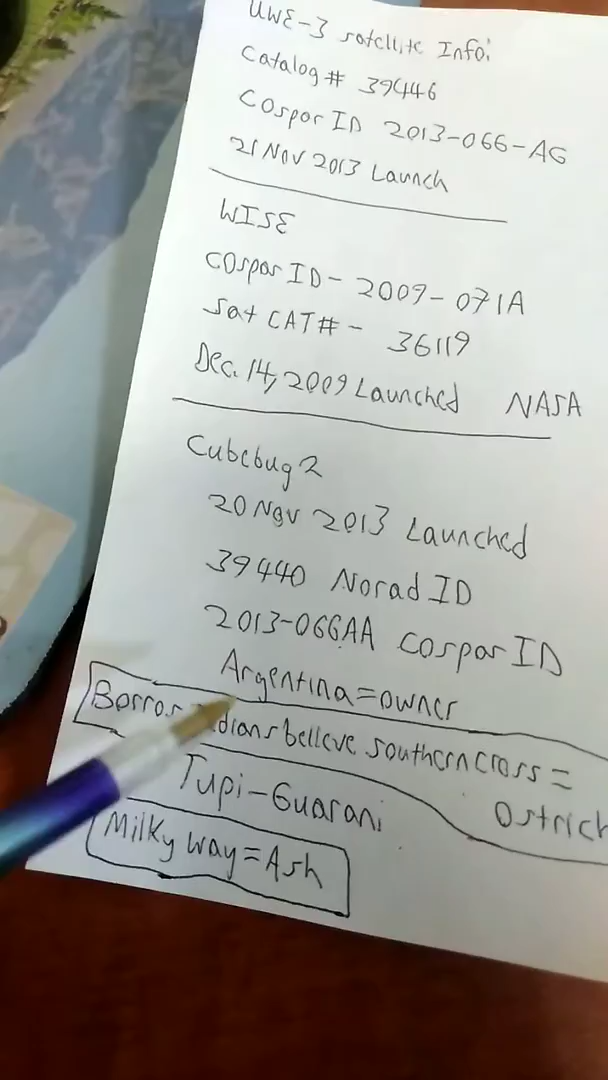 UWE-3 satellite Info:
Catalog# 39446
Cospar ID 2013-066-AG
21 Nov 2013 Launch
WISE
Cospar ID- 2009-071A
Sat CAT#- 36119
Dec. 14, 2009 Launched NASA
Cubebug 2
20 Nov 2013 Launched
39440 Norad ID
2013-066AA Cospar ID
Argentina=owner
believe southern cross=
Ostrich
Tupi-Guarani
Milky Way=Ash